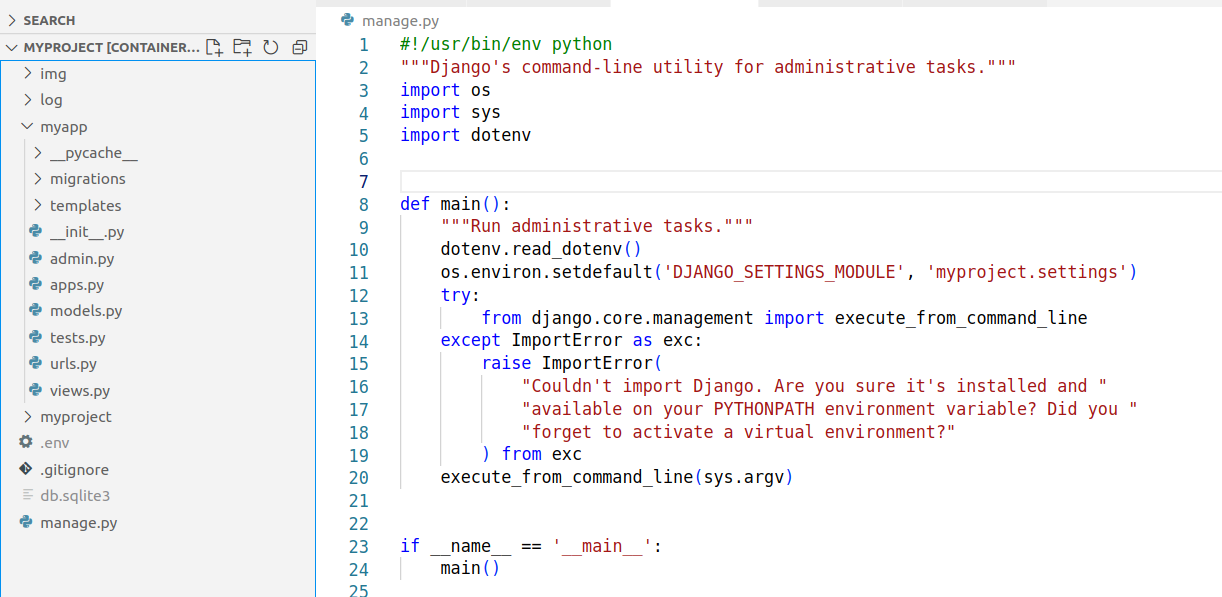 SEARCH
MYPROJECT [CONTAINER...
img
log
myapp
__pycache__
migrations
templates
__init__.py
admin.py
apps.py
models.py
tests.py
urls.py
views.py
myproject
.env
.gitignore
db.sqlite3
manage.py
manage.py
1 #!/usr/bin/env python
2 """Django's command-line utility for administrative tasks."""
3 import os
4 import sys
5 import dotenv
6
7
8 def main():
9     """Run administrative tasks."""
10     dotenv.read_dotenv()
11     os.environ.setdefault('DJANGO_SETTINGS_MODULE', 'myproject.settings')
12     try:
13         from django.core.management import execute_from_command_line
14     except ImportError as exc:
15         raise ImportError(
16             "Couldn't import Django. Are you sure it's installed and "
17             "available on your PYTHONPATH environment variable? Did you "
18             "forget to activate a virtual environment?"
19         ) from exc
20     execute_from_command_line(sys.argv)
21
22
23 if __name__ == '__main__':
24     main()
25